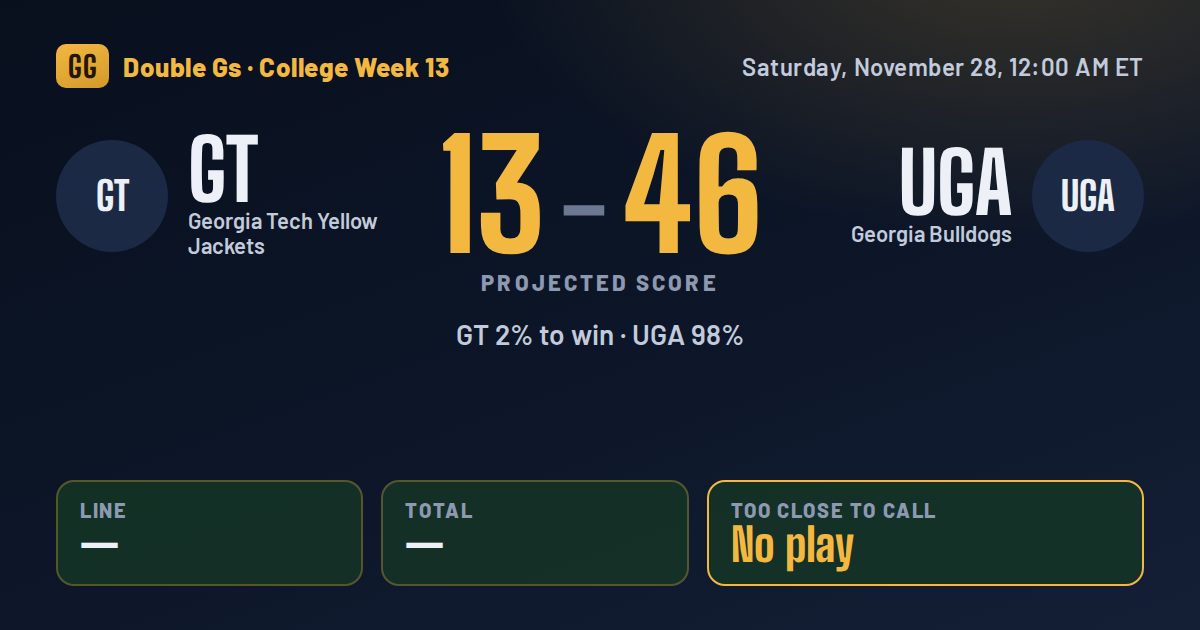 GG Double Gs · College Week 13
Saturday, November 28, 12:00 AM ET
GT
GT
Georgia Tech Yellow
Jackets
13 – 46
PROJECTED SCORE
GT 2% to win · UGA 98%
UGA
Georgia Bulldogs
UGA
LINE
—
TOTAL
—
TOO CLOSE TO CALL
No play